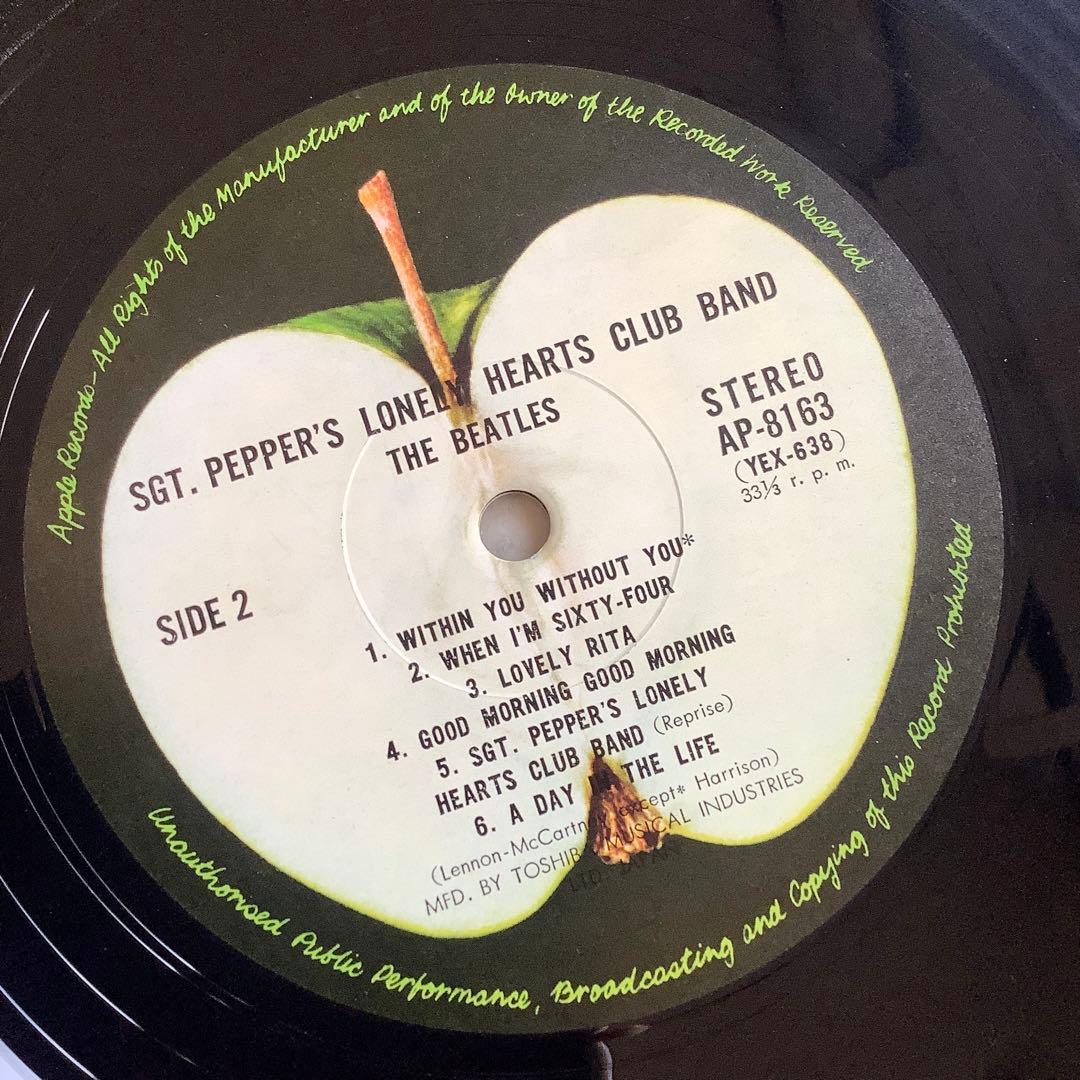 Apple Records-All Rights of the Manufacturer and of the Owner of the Recorded Work Reserved
SGT. PEPPER'S LONELY HEARTS CLUB BAND
THE BEATLES
STEREO
AP-8163
(YEX-638)
33⅓ r. p. m.
SIDE 2
1. WITHIN YOU WITHOUT YOU*
2. WHEN I'M SIXTY-FOUR
3. LOVELY RITA
4. GOOD MORNING GOOD MORNING
5. SGT. PEPPER'S LONELY
HEARTS CLUB BAND (Reprise)
6. A DAY IN THE LIFE
(Lennon-McCartney except* Harrison)
MFD. BY TOSHIBA MUSICAL INDUSTRIES
LTD.
Unauthorised Public Performance, Broadcasting and Copying of this Record Prohibited